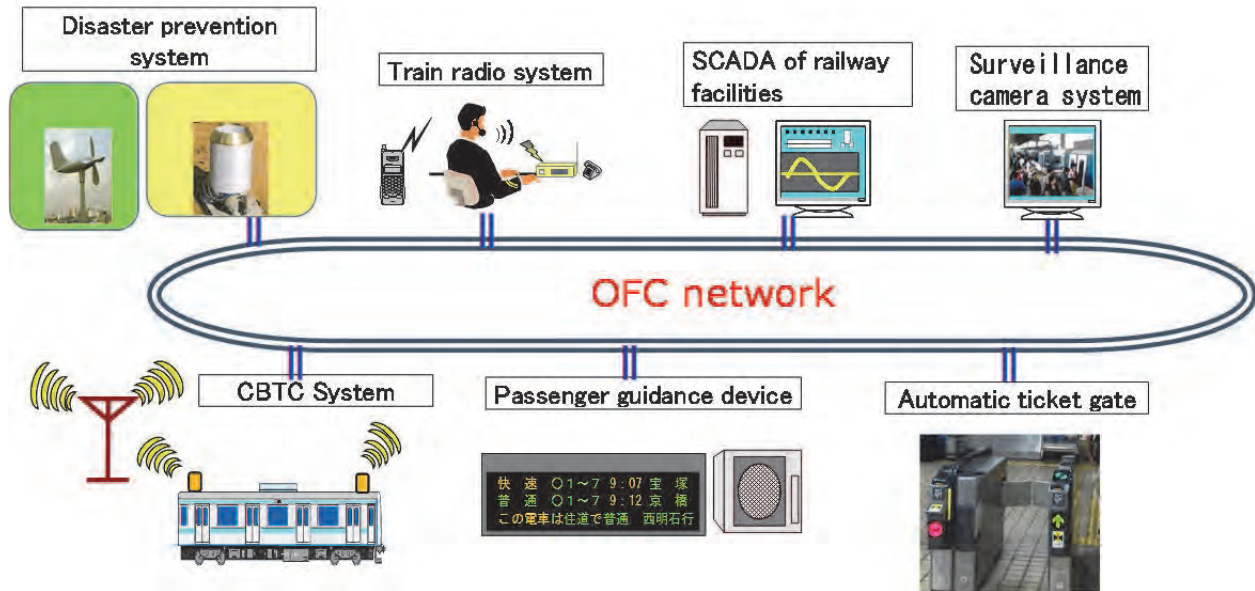 Disaster prevention
system
Train radio system
SCADA of railway
facilities
Surveillance
camera system
OFC network
CBTC System
Passenger guidance device
Automatic ticket gate
快 速 〇1～7 9:07 宝 塚
普 通 〇1～7 9:12 京 橋
この電車は住道で普通 西明石行